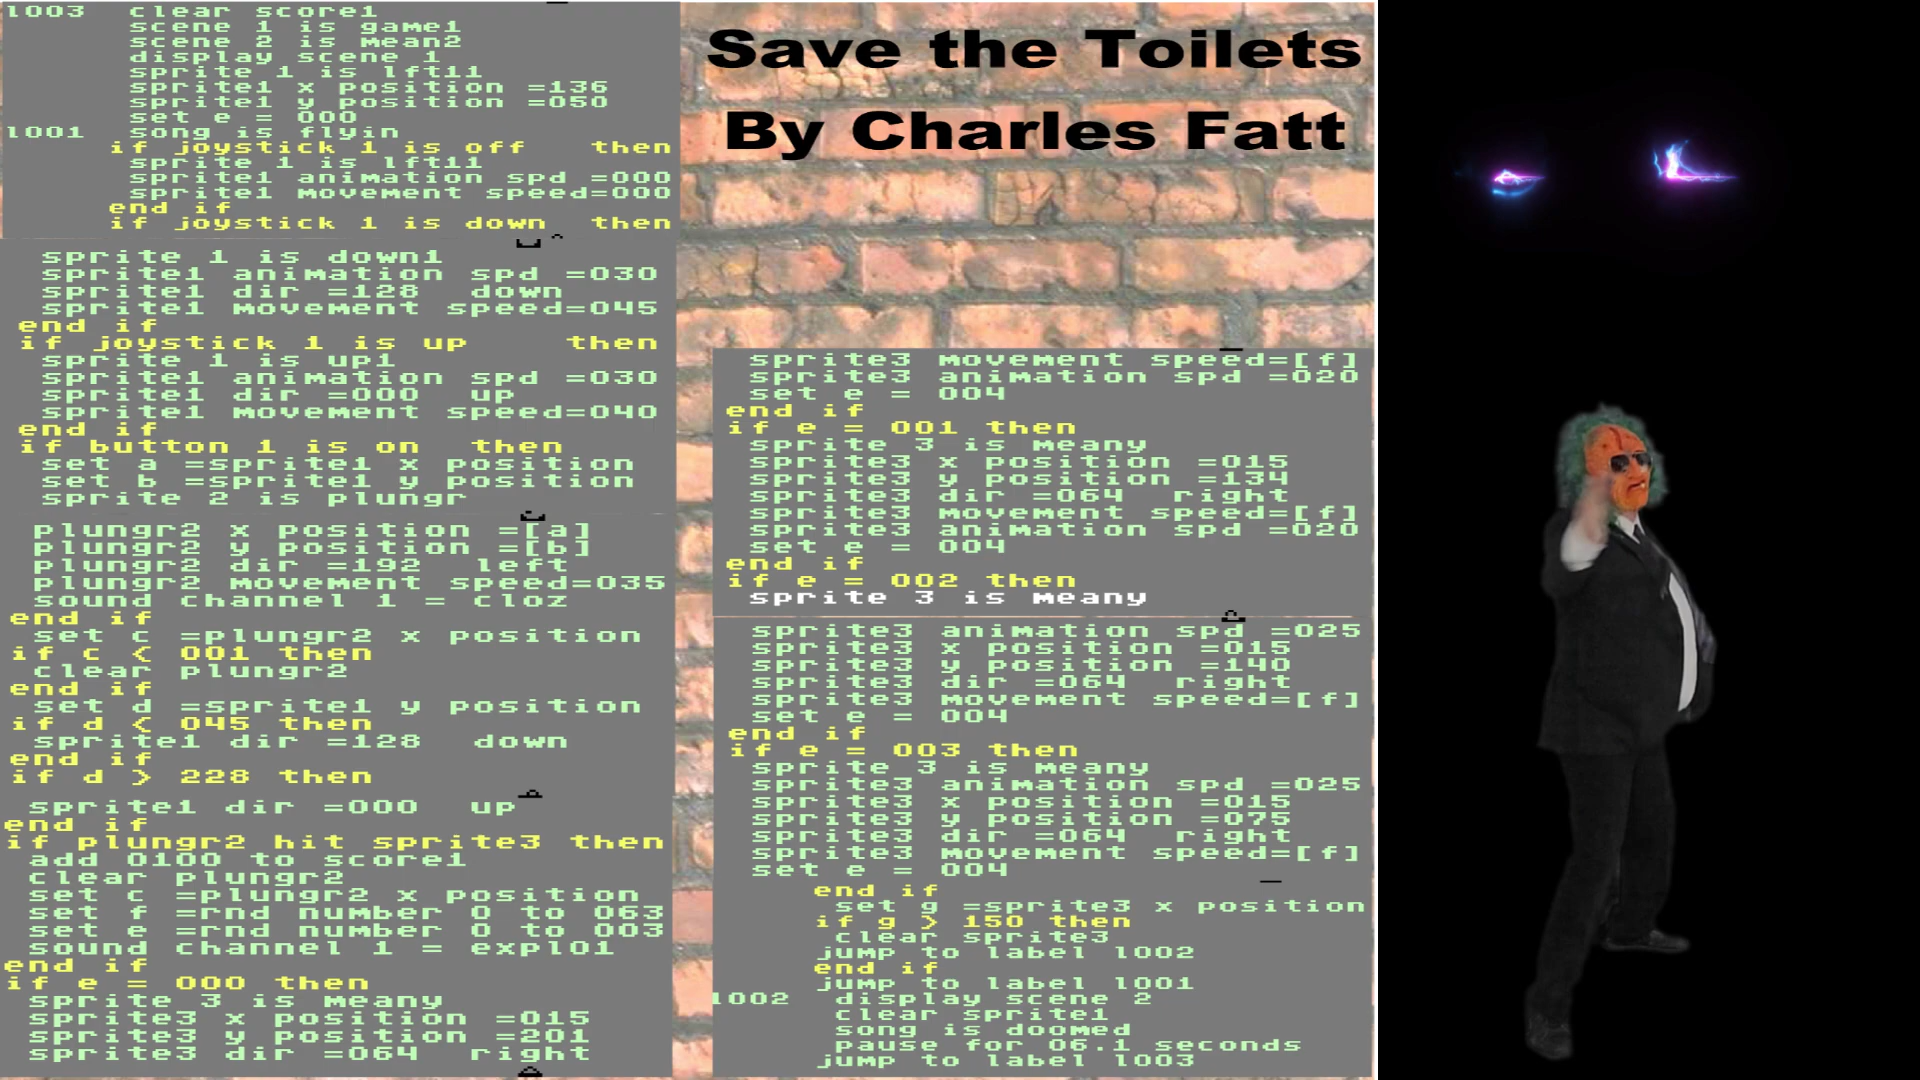 l003 clear score1
scene 1 is game1
scene 2 is mean2
display scene 1
sprite 1 is lft11
sprite1 x position =136
sprite1 y position =050
set e = 000
l001 song is flyin
if joystick 1 is off then
sprite 1 is lft11
sprite1 animation spd =000
sprite1 movement speed=000
end if
if joystick 1 is down then
sprite 1 is down1
sprite1 animation spd =030
sprite1 dir =128 down
sprite1 movement speed=045
end if
if joystick 1 is up then
sprite 1 is up1
sprite1 animation spd =030
sprite1 dir =000 up
sprite1 movement speed=040
end if
if button 1 is on then
set a =sprite1 x position
set b =sprite1 y position
sprite 2 is plungr
plungr2 x position =[a]
plungr2 y position =[b]
plungr2 dir =192 left
plungr2 movement speed=035
sound channel 1 = cloz
end if
set c =plungr2 x position
if c < 001 then
clear plungr2
end if
set d =sprite1 y position
if d < 045 then
sprite1 dir =128 down
end if
if d > 228 then
sprite1 dir =000 up
end if
if plungr2 hit sprite3 then
add 0100 to score1
clear plungr2
set c =plungr2 x position
set f =rnd number 0 to 063
set e =rnd number 0 to 003
sound channel 1 = explo1
end if
if e = 000 then
sprite 3 is meany
sprite3 x position =015
sprite3 y position =201
sprite3 dir =064 right
Save the Toilets
By Charles Fatt
sprite3 movement speed=[f]
sprite3 animation spd =020
set e = 004
end if
if e = 001 then
sprite 3 is meany
sprite3 x position =015
sprite3 y position =134
sprite3 dir =064 right
sprite3 movement speed=[f]
sprite3 animation spd =020
set e = 004
end if
if e = 002 then
sprite 3 is meany
sprite3 animation spd =025
sprite3 x position =015
sprite3 y position =140
sprite3 dir =064 right
sprite3 movement speed=[f]
set e = 004
end if
if e = 003 then
sprite 3 is meany
sprite3 animation spd =025
sprite3 x position =015
sprite3 y position =075
sprite3 dir =064 right
sprite3 movement speed=[f]
set e = 004
end if
set g =sprite3 x position
if g > 150 then
clear sprite3
jump to label l002
end if
jump to label l001
l002 display scene 2
clear sprite1
song is doomed
pause for 06.1 seconds
jump to label l003